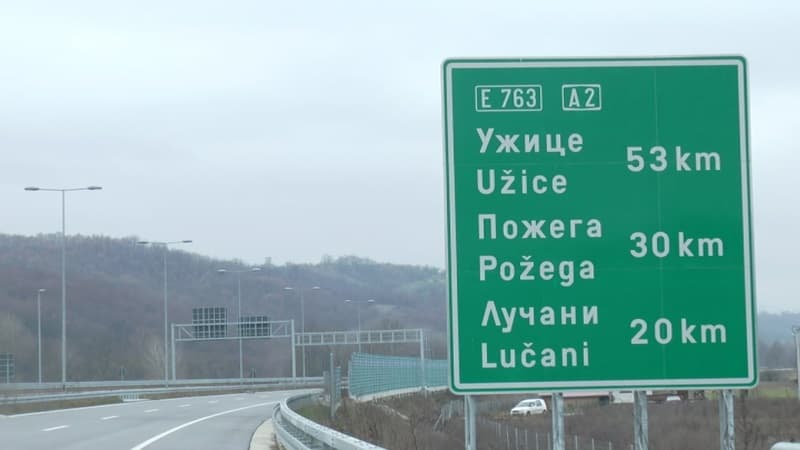 E 763 A2
Ужице
Užice
53 km
Пожега
Požega
30 km
Лучани
Lučani
20 km